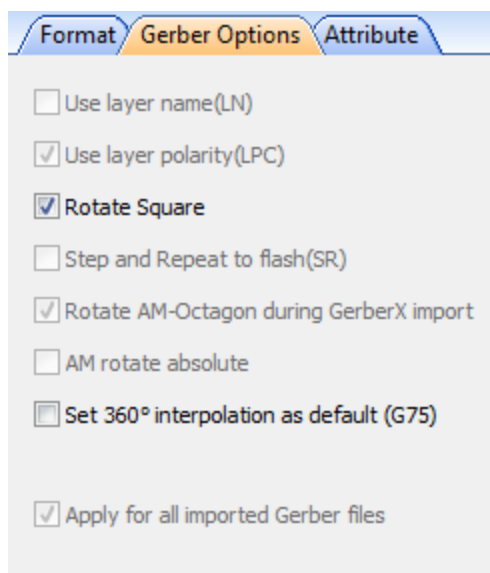 Format Gerber Options Attribute
Use layer name(LN)
Use layer polarity(LPC)
Rotate Square
Step and Repeat to flash(SR)
Rotate AM-Octagon during GerberX import
AM rotate absolute
Set 360° interpolation as default (G75)
Apply for all imported Gerber files